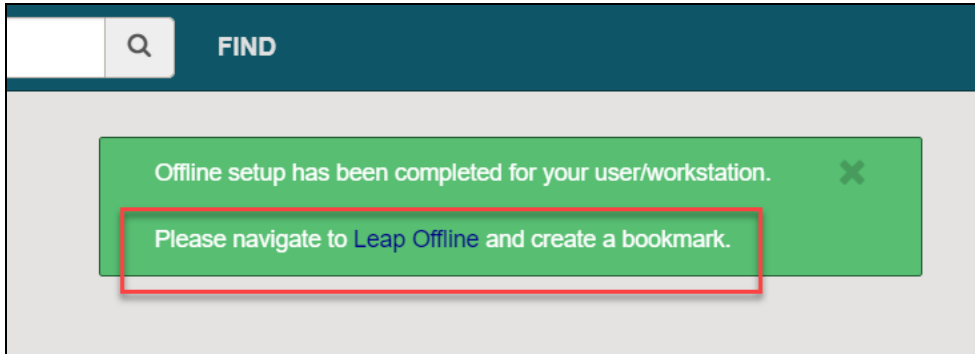 FIND
Offline setup has been completed for your user/workstation.
Please navigate to Leap Offline and create a bookmark.